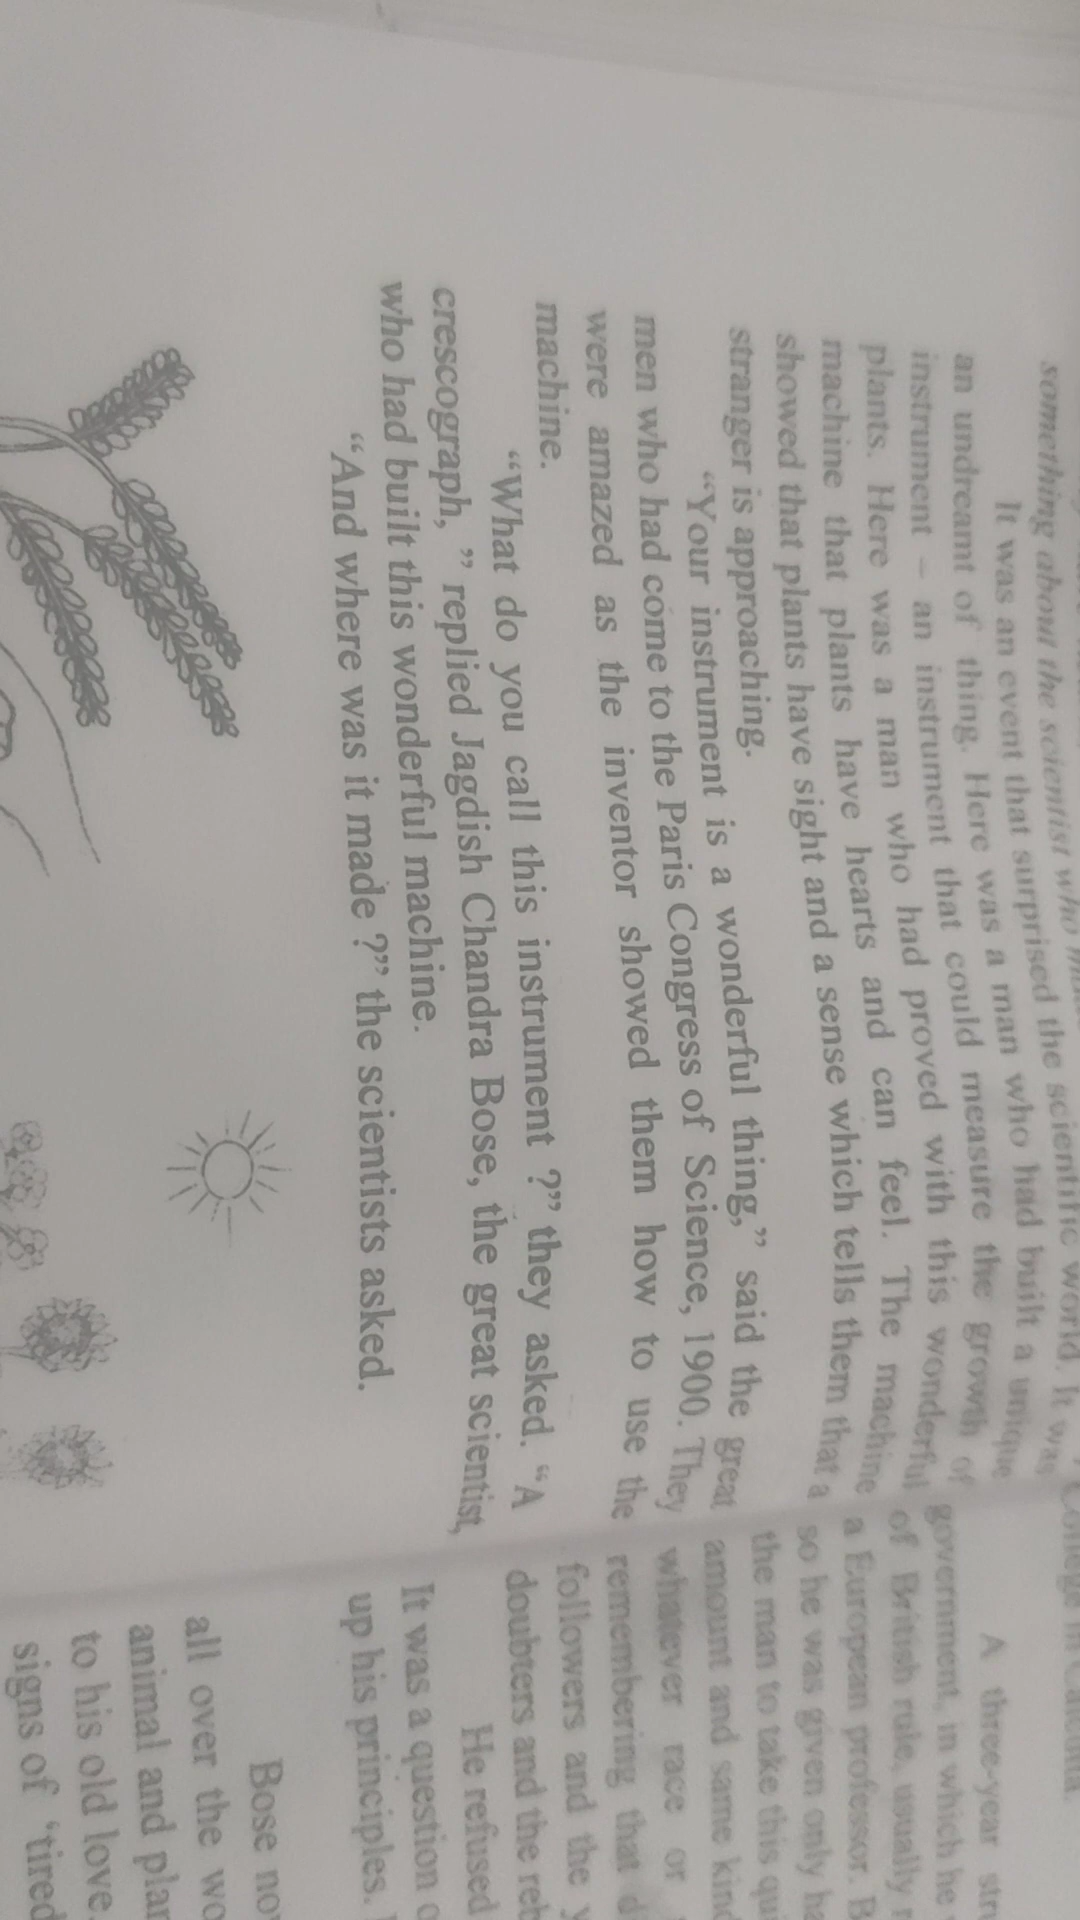 something about the scientist who
It was an event that surprised the scientific world. It was
an undreamt of thing. Here was a man who had built a unique
instrument – an instrument that could measure the growth of
plants. Here was a man who had proved with this wonderful
machine that plants have hearts and can feel. The machine
showed that plants have sight and a sense which tells them that a
stranger is approaching.
“Your instrument is a wonderful thing,” said the great
men who had come to the Paris Congress of Science, 1900. They
were amazed as the inventor showed them how to use the
machine.
“What do you call this instrument ?” they asked. “A
crescograph, ” replied Jagdish Chandra Bose, the great scientist,
who had built this wonderful machine.
“And where was it made ?” the scientists asked.
College in Calcutta
A three-year
government, in which he
of British rule, usually
a European professor.
so he was given only
the man to take this
amount and same
whatever race or
remembering that
followers and the
doubters and the
He refused
It was a question
up his principles.
Bose
all over the
animal and
to his old love.
signs of ‘tired